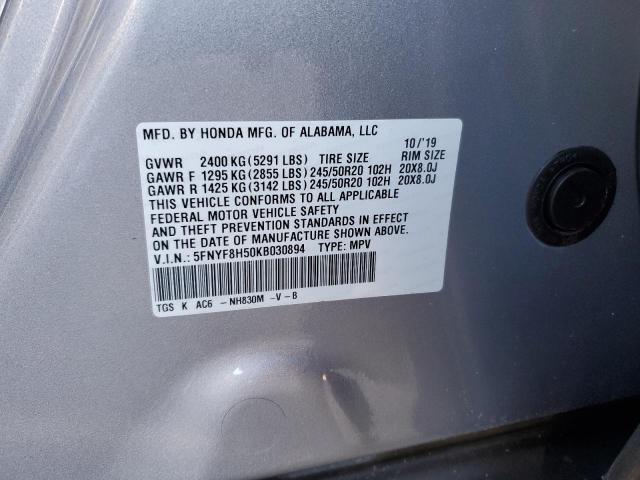 MFD. BY HONDA MFG. OF ALABAMA, LLC 10/'19
GVWR 2400 KG (5291 LBS) TIRE SIZE RIM SIZE
GAWR F 1295 KG (2855 LBS) 245/50R20 102H 20X8.0J
GAWR R 1425 KG (3142 LBS) 245/50R20 102H 20X8.0J
THIS VEHICLE CONFORMS TO ALL APPLICABLE
FEDERAL MOTOR VEHICLE SAFETY
AND THEFT PREVENTION STANDARDS IN EFFECT
ON THE DATE OF MANUFACTURE SHOWN ABOVE.
V.I.N.: 5FNYF8H50KB030894 TYPE: MPV
TGS K AC6 -NH830M -V-B